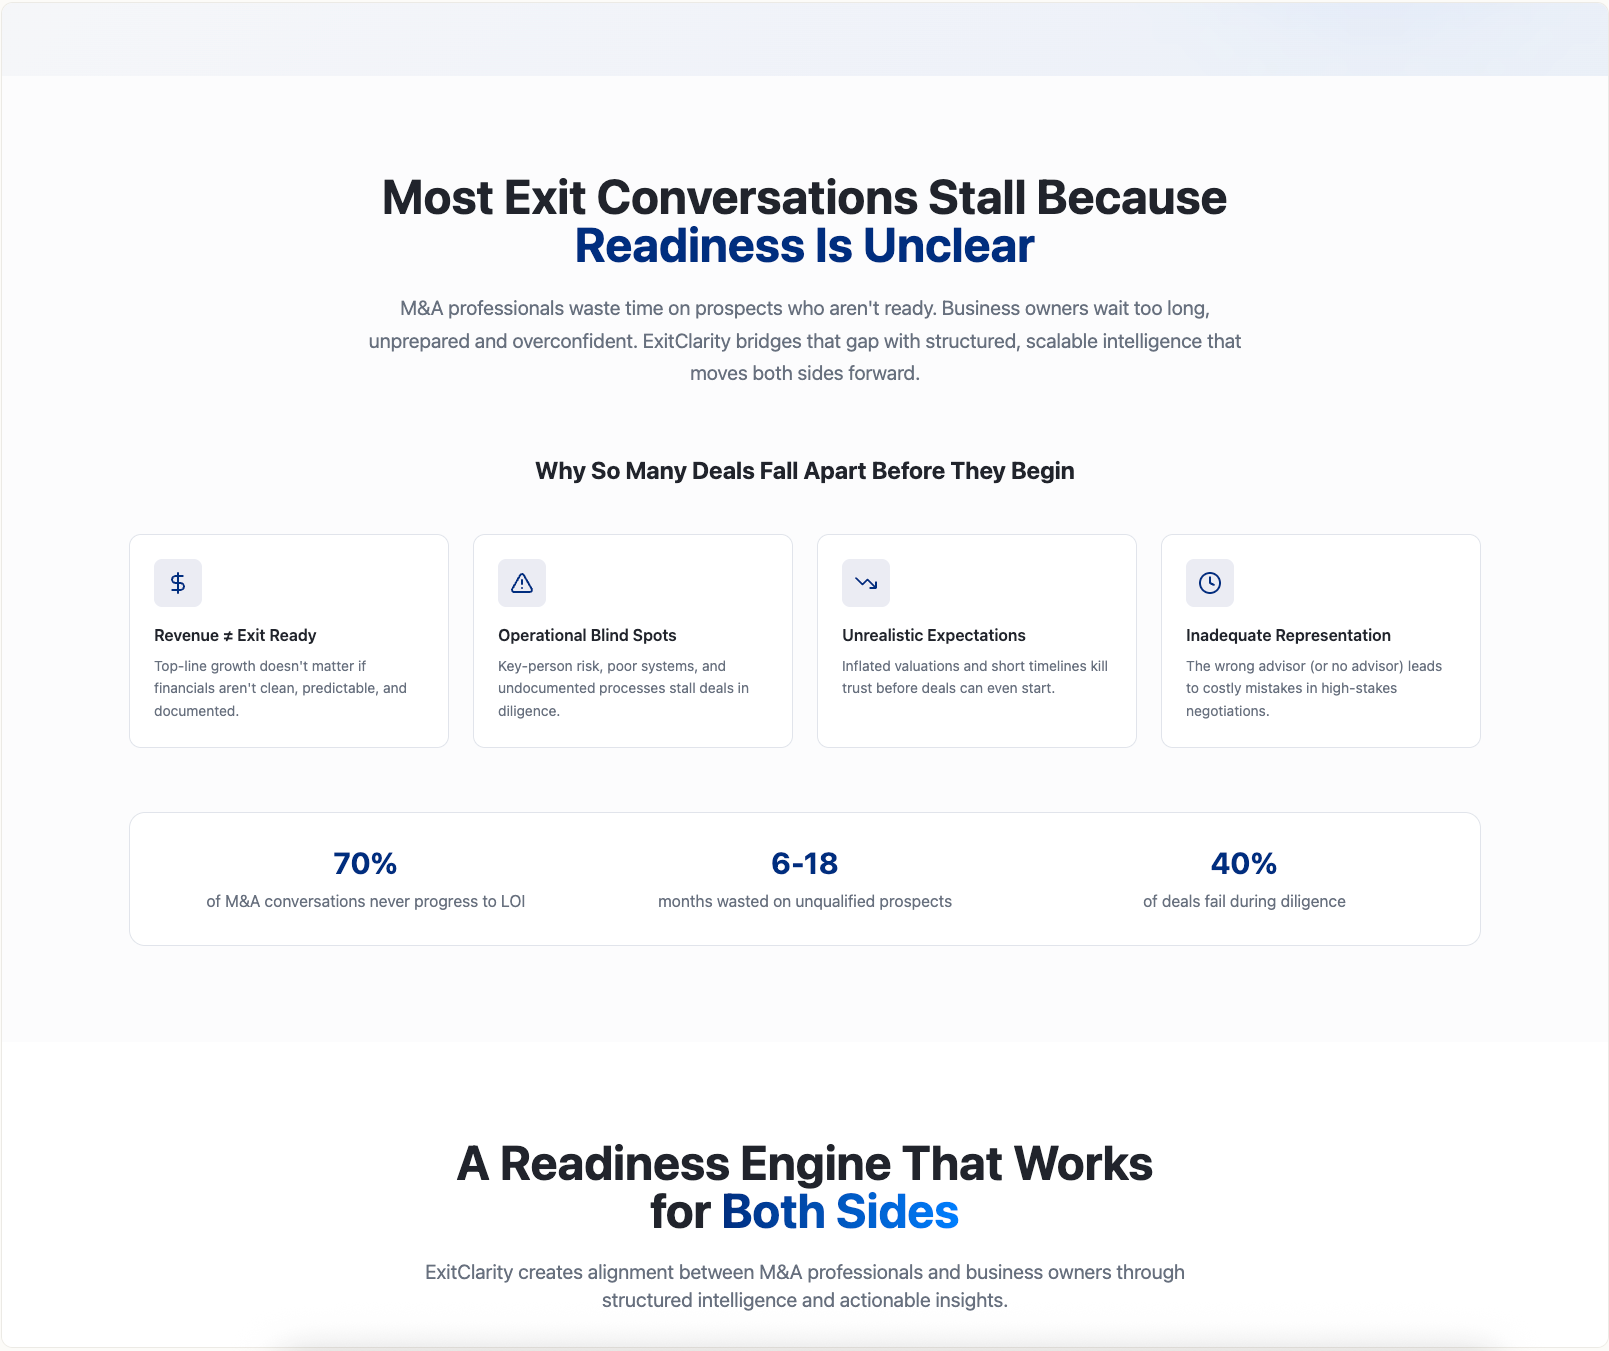 Most Exit Conversations Stall Because
Readiness Is Unclear
M&A professionals waste time on prospects who aren't ready. Business owners wait too long,
unprepared and overconfident. ExitClarity bridges that gap with structured, scalable intelligence that
moves both sides forward.
Why So Many Deals Fall Apart Before They Begin
Revenue ≠ Exit Ready
Top-line growth doesn't matter if
financials aren't clean, predictable, and
documented.
Operational Blind Spots
Key-person risk, poor systems, and
undocumented processes stall deals in
diligence.
Unrealistic Expectations
Inflated valuations and short timelines kill
trust before deals can even start.
Inadequate Representation
The wrong advisor (or no advisor) leads
to costly mistakes in high-stakes
negotiations.
70%
of M&A conversations never progress to LOI
6-18
months wasted on unqualified prospects
40%
of deals fail during diligence
A Readiness Engine That Works
for Both Sides
ExitClarity creates alignment between M&A professionals and business owners through
structured intelligence and actionable insights.